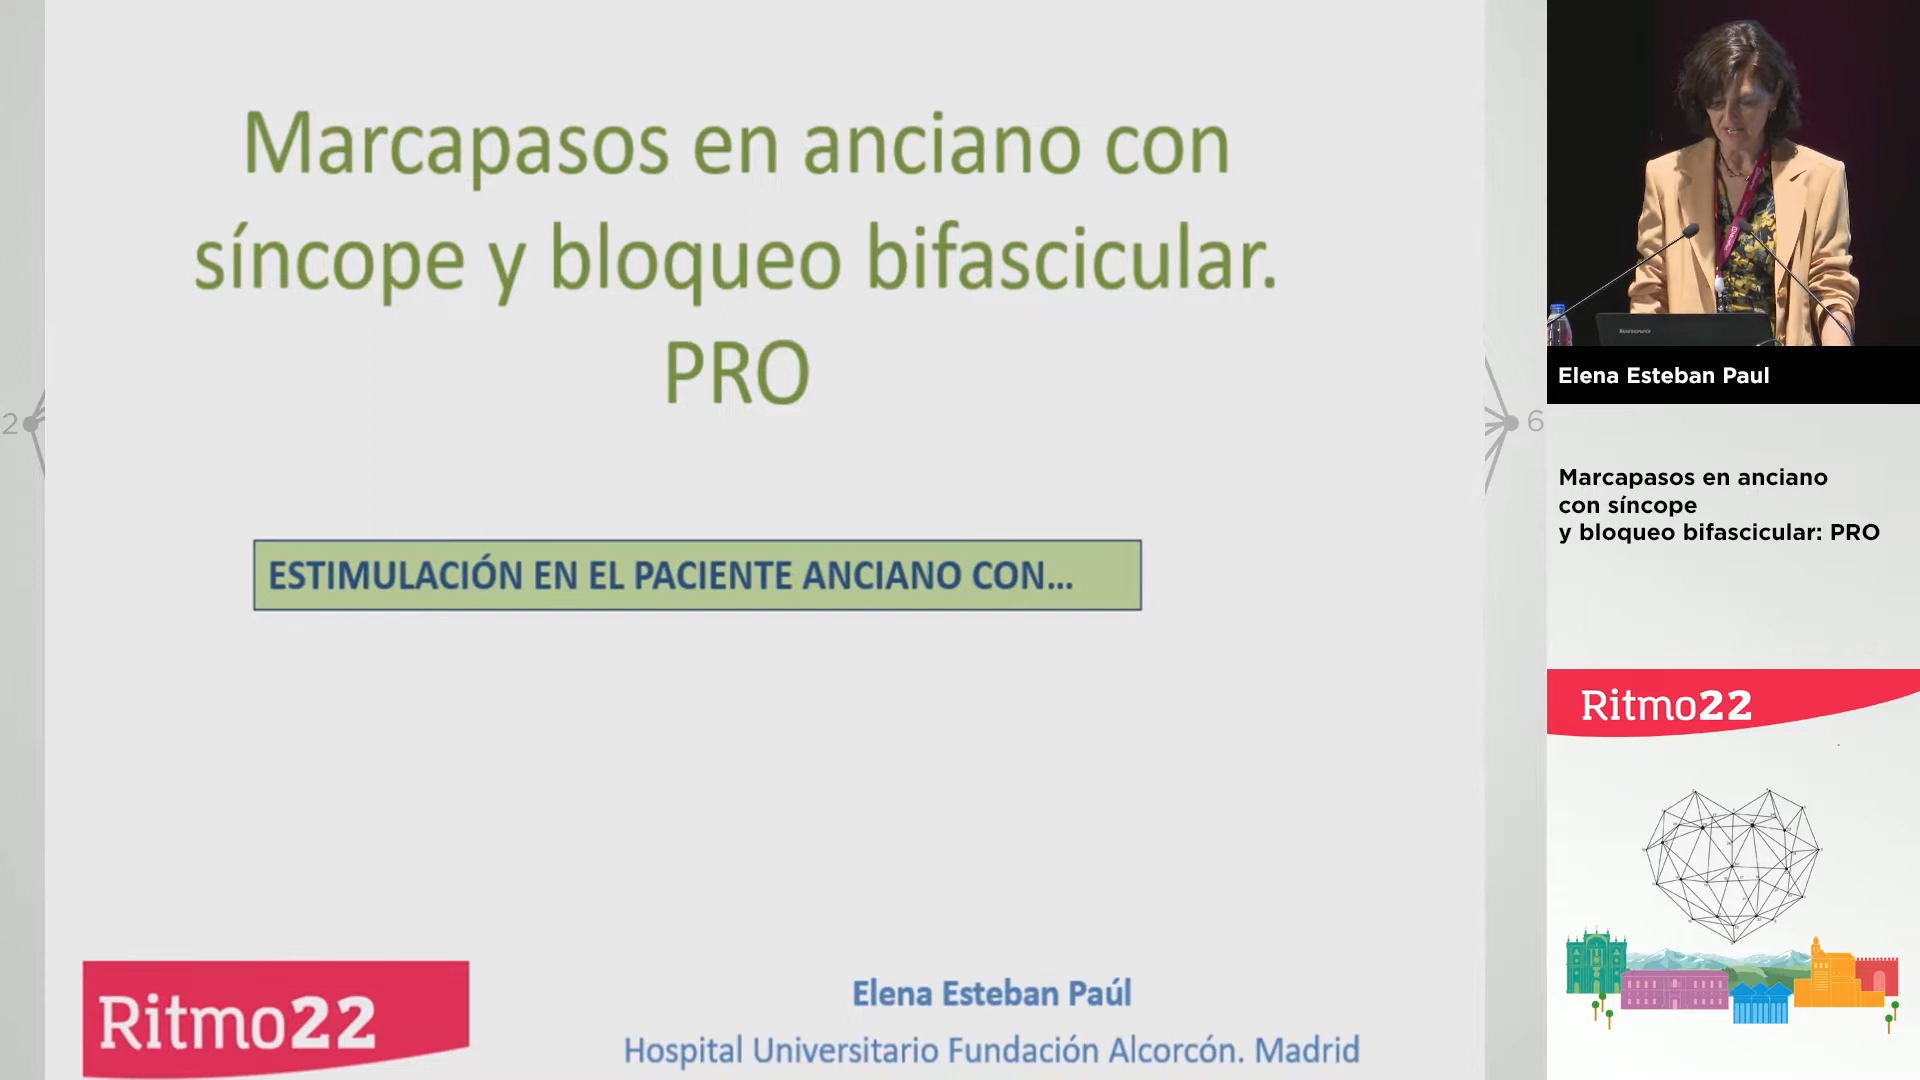 Marcapasos en anciano con
síncope y bloqueo bifascicular.
PRO
ESTIMULACIÓN EN EL PACIENTE ANCIANO CON...
Ritmo22
Elena Esteban Paúl
Hospital Universitario Fundación Alcorcón. Madrid
2
6
lenovo
Elena Esteban Paul
Marcapasos en anciano
con síncope
y bloqueo bifascicular: PRO
Ritmo22